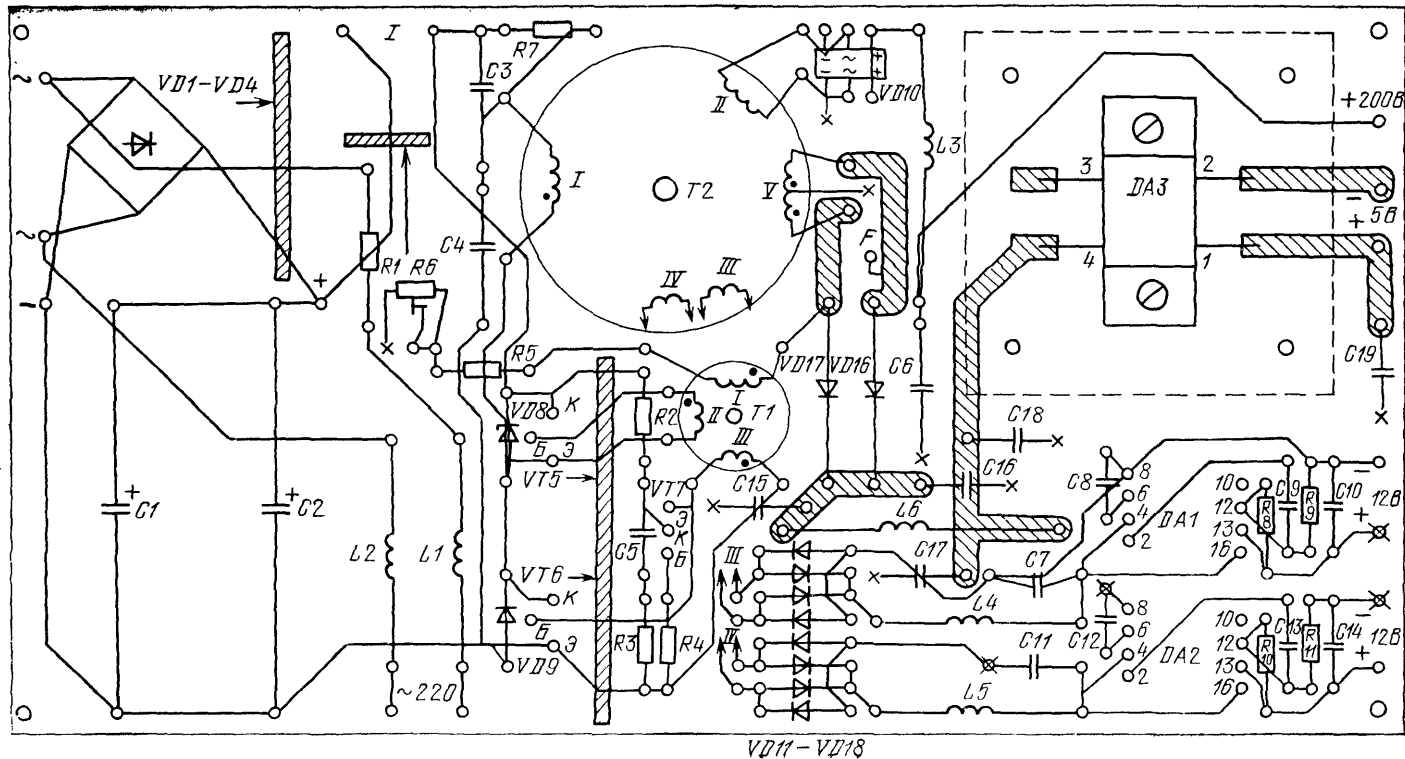 I
R7
C3
VD1-VD4
II
VD10
+200В
L3
~
3
2
DA3
I
T2
V
−
+
5В
F
~
C4
4
1
R1
R6
IV
III
−
+
R5
VD17
VD16
C6
C19
VD8
К
R2
I
II
T1
C18
Б
Э
III
C16
8
−
VT5
VT7
C15
C8
6
10
C9
C10
12В
Э
4
DA1
12
R8
R9
+
C1
C2
L6
2
13
К
C5
16
L2
L1
Б
III
C17
C7
VT6
К
L4
8
10
−
C12
6
12
C13
C14
12В
Б
Э
R3
R4
IV
C11
4
DA2
13
R10
R11
+
VD9
2
16
~220
L5
VD11-VD18